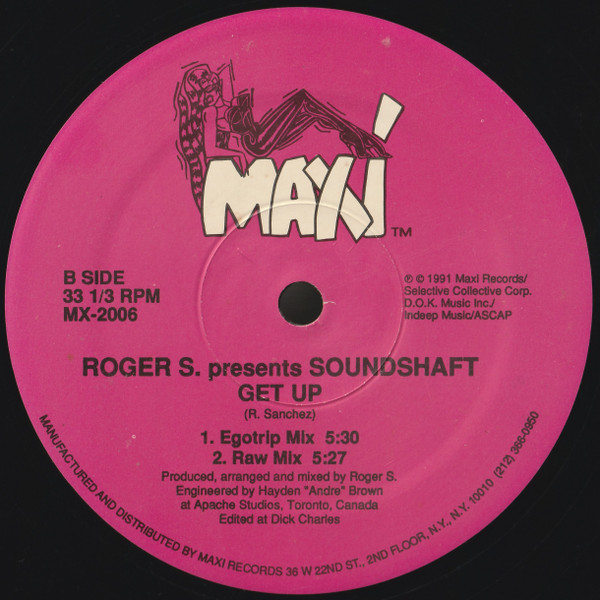 MAXI
TM
B SIDE
33 1/3 RPM
MX-2006
℗ © 1991 Maxi Records/
Selective Collective Corp.
D.O.K. Music Inc./
Indeep Music/ASCAP
ROGER S. presents SOUNDSHAFT
GET UP
(R. Sanchez)
1. Egotrip Mix 5:30
2. Raw Mix 5:27
Produced, arranged and mixed by Roger S.
Engineered by Hayden "Andre" Brown
at Apache Studios, Toronto, Canada
Edited at Dick Charles
MANUFACTURED AND DISTRIBUTED BY MAXI RECORDS 36 W 22ND ST., 2ND FLOOR, N.Y., N.Y. 10010 (212) 366-0950